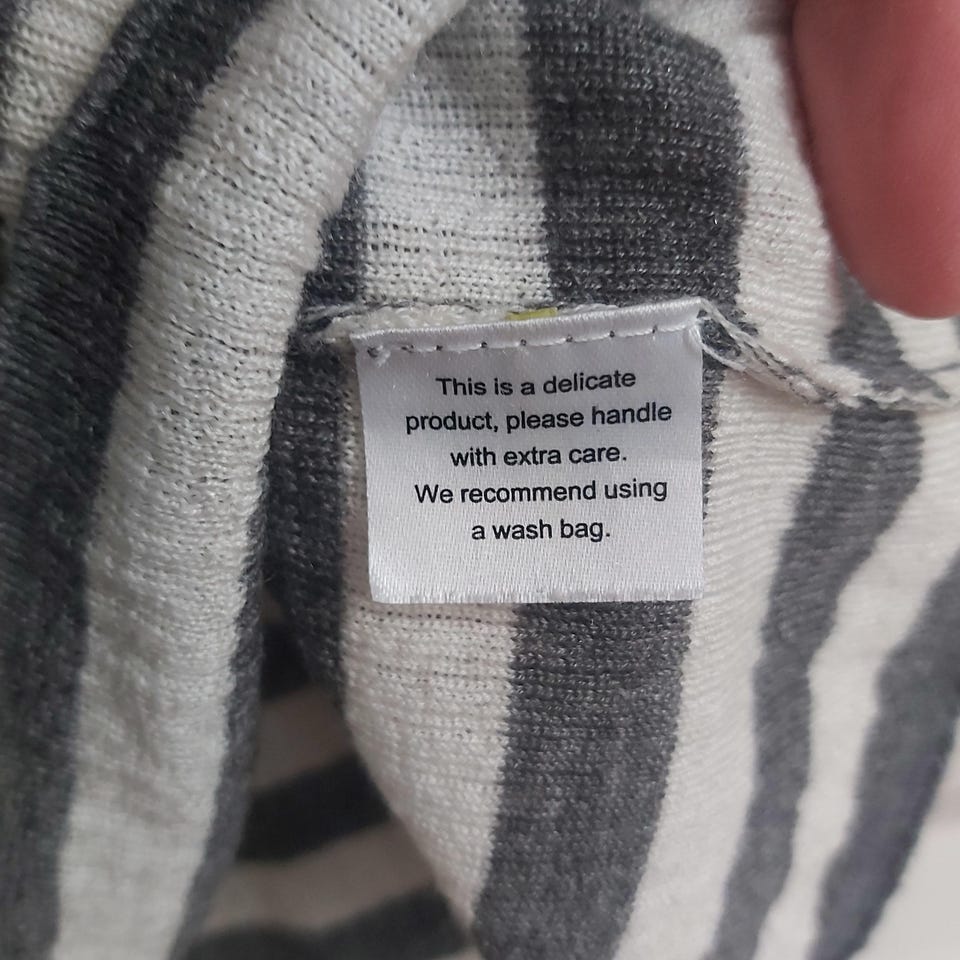 This is a delicate
product, please handle
with extra care.
We recommend using
a wash bag.